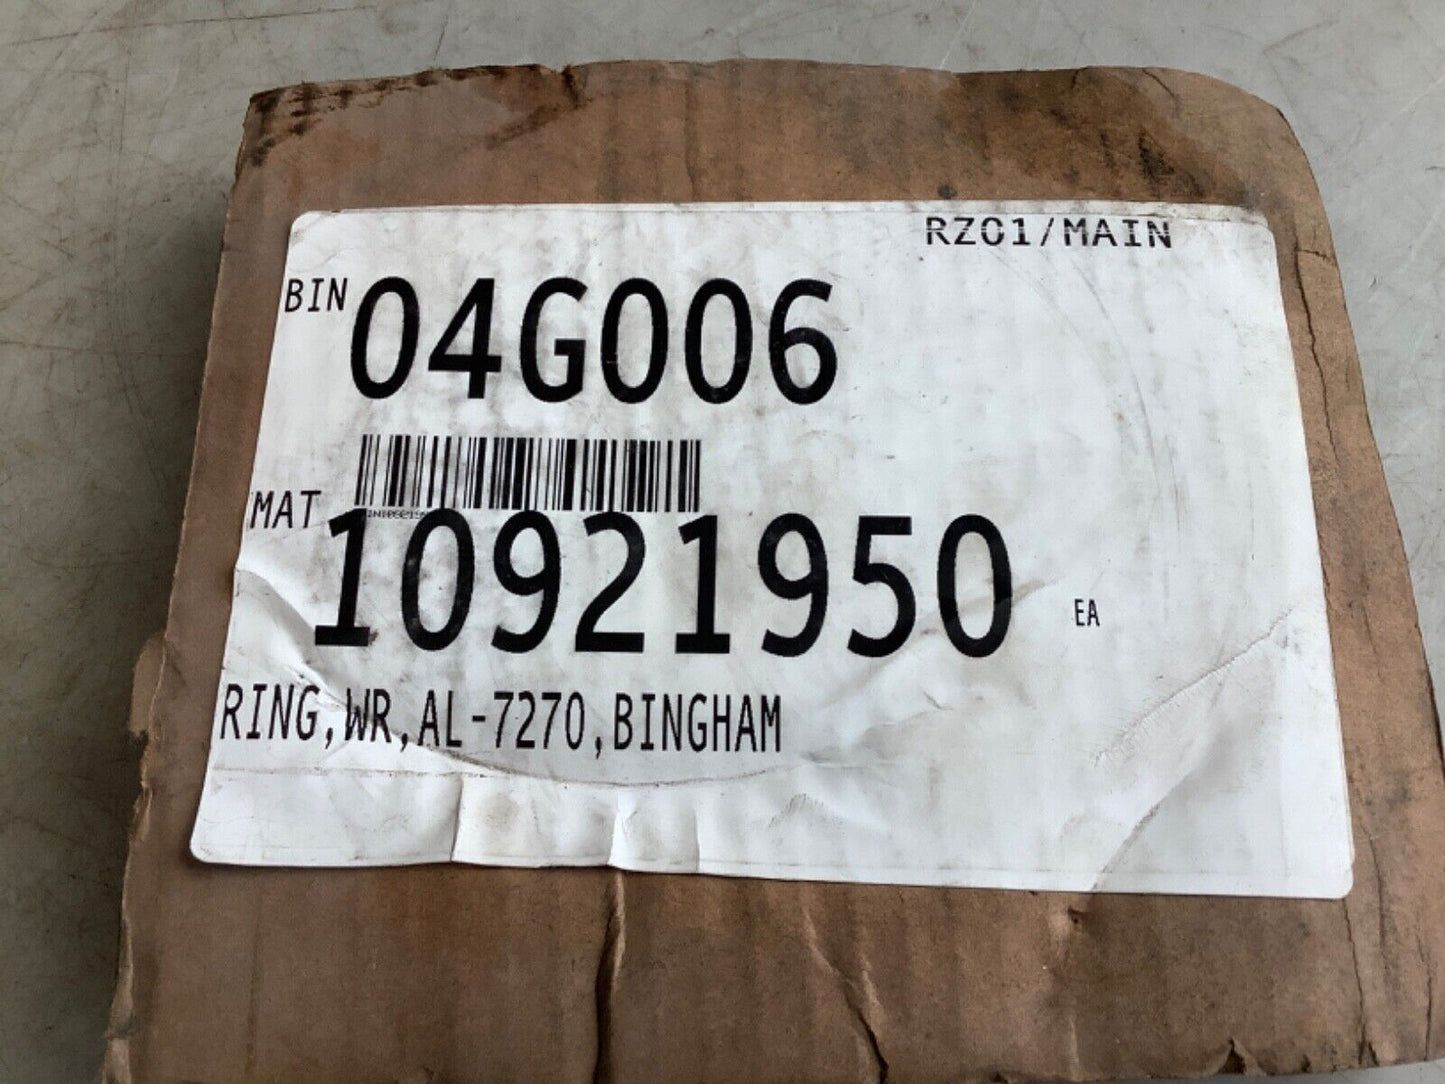 RZ01/MAIN
BIN 04G006
MAT 10921950 EA
RING,WR,AL-7270,BINGHAM